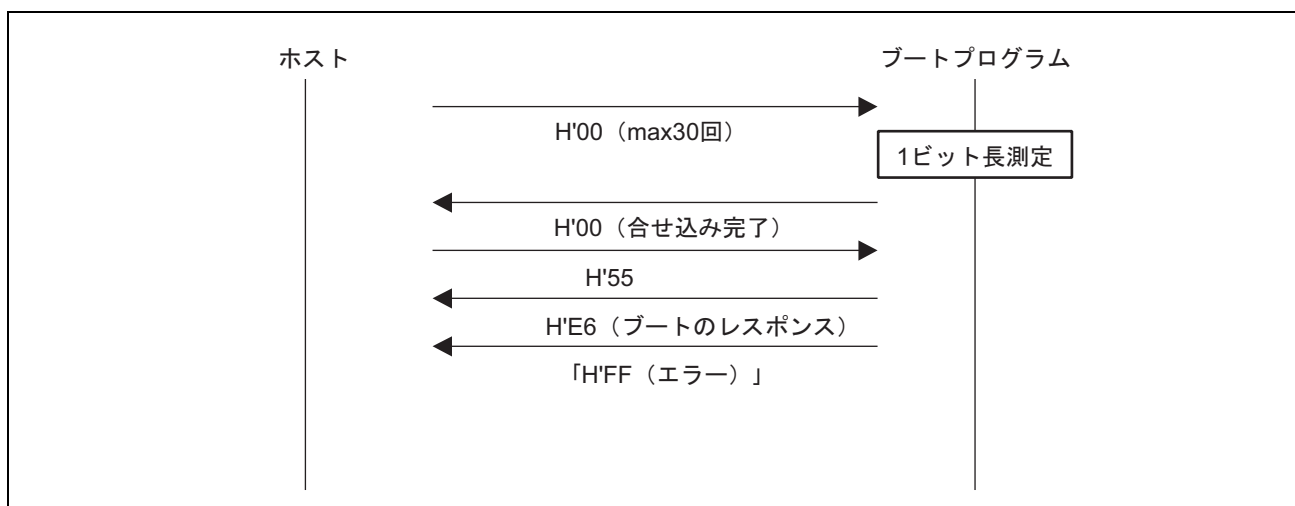 ホスト
ブートプログラム
H'00（max30回）
1ビット長測定
H'00（合せ込み完了）
H'55
H'E6（ブートのレスポンス）
「H'FF（エラー）」